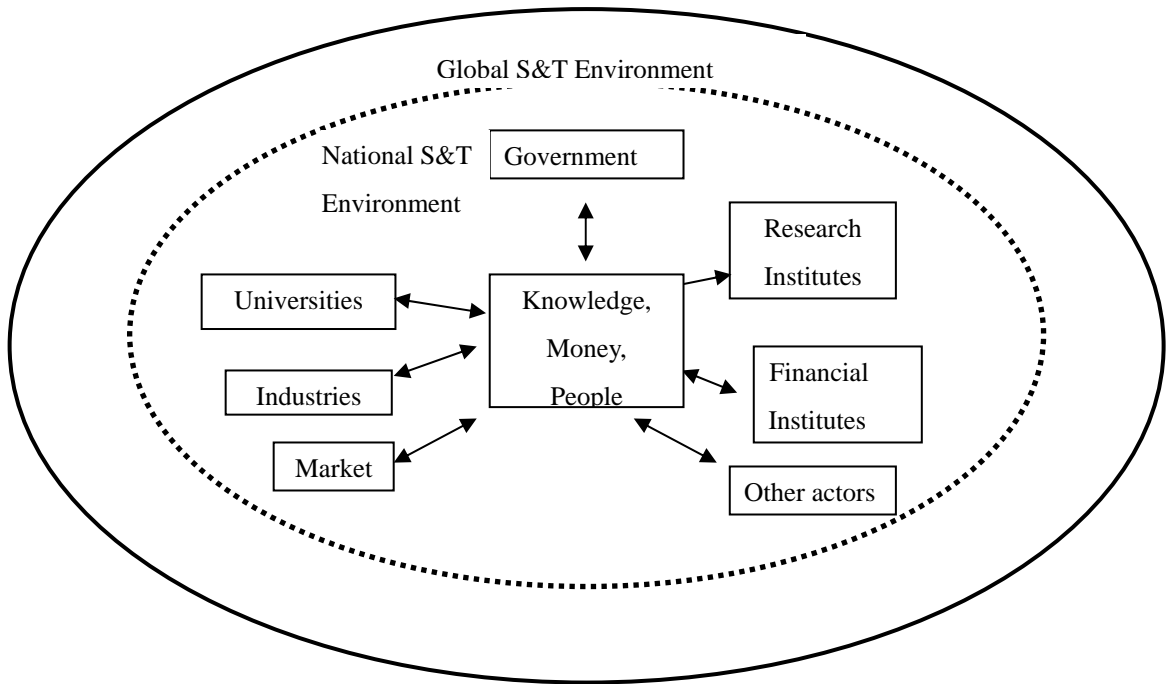 Global S&T Environment
National S&T
Environment
Government
Research
Institutes
Universities
Knowledge,
Money,
People
Industries
Financial
Institutes
Market
Other actors